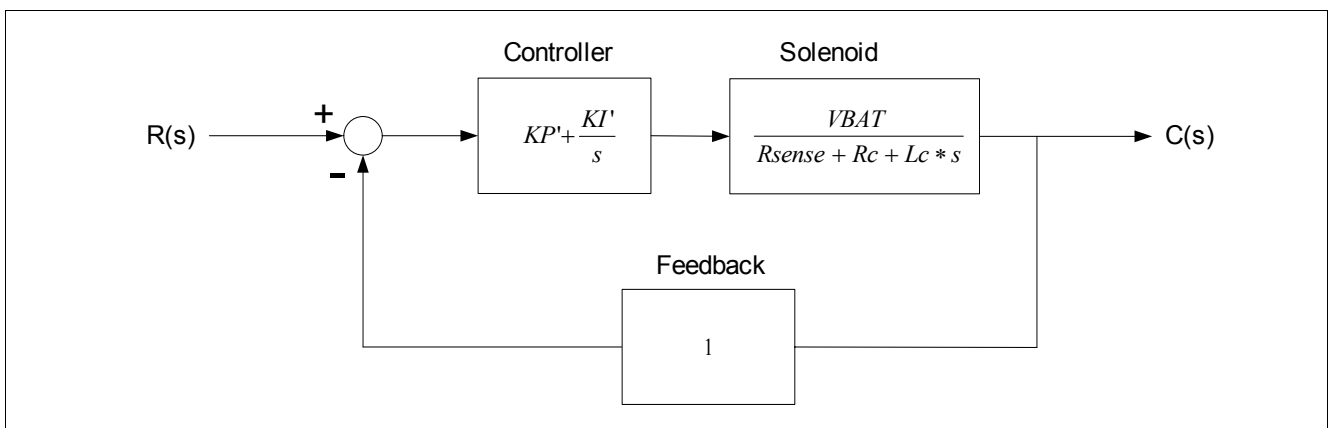 Controller
Solenoid
R(s)
+
-
KP'+ KI'
s
VBAT
Rsense + Rc + Lc * s
C(s)
Feedback
1